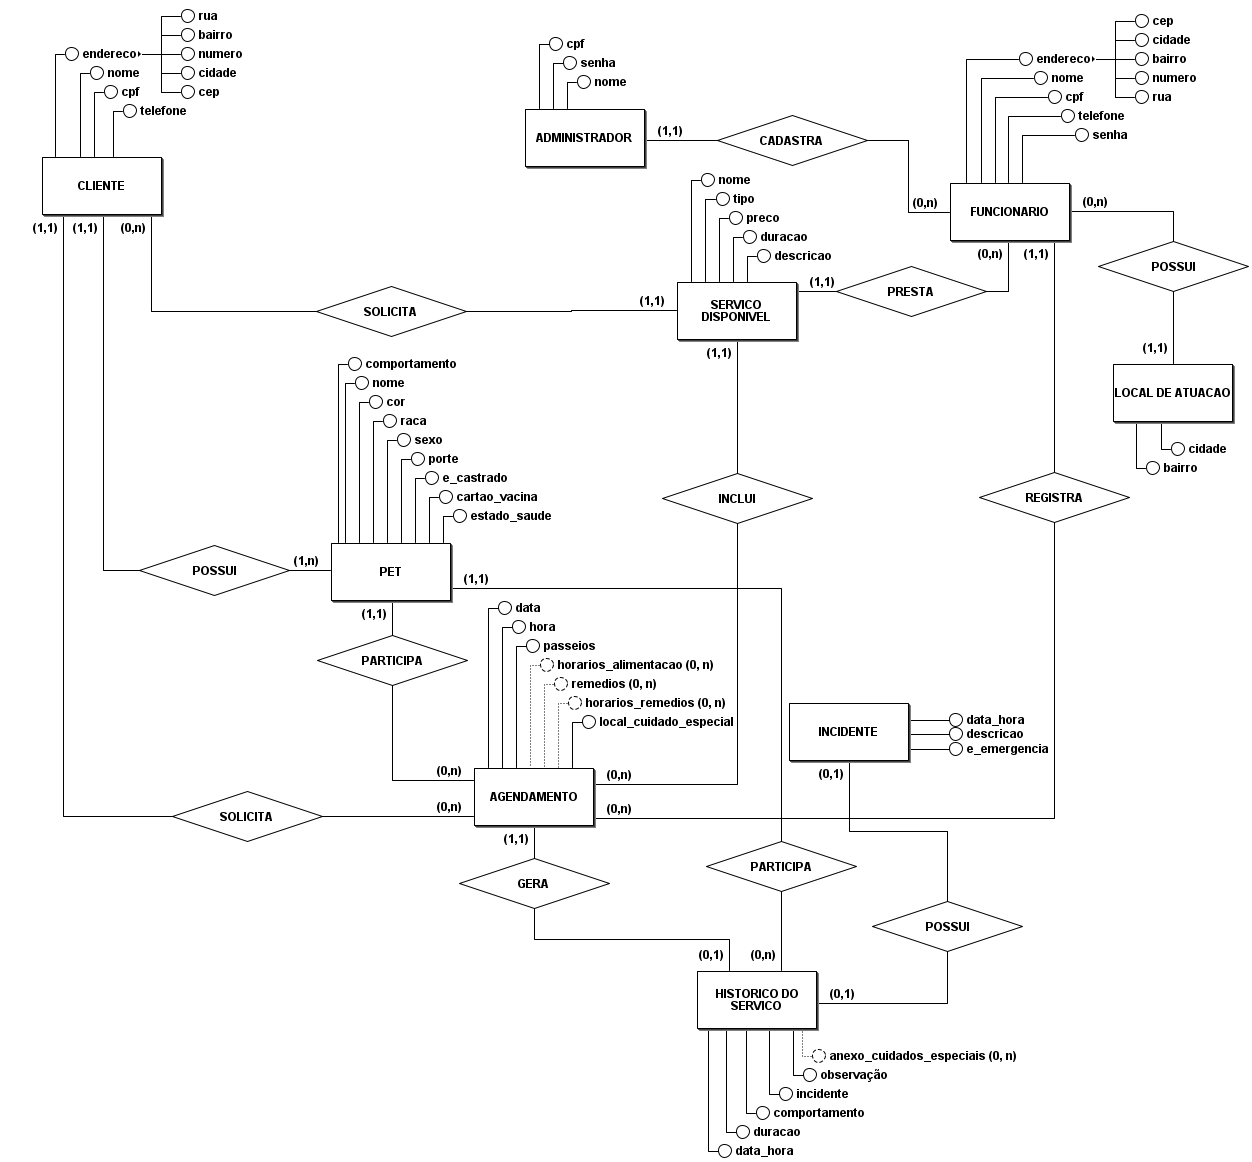 rua
bairro
endereco
numero
nome
cidade
cpf
cep
telefone
CLIENTE
(1,1)
(1,1)
(0,n)
cpf
senha
nome
ADMINISTRADOR
(1,1)
CADASTRA
(0,n)
cep
cidade
endereco
bairro
nome
numero
cpf
rua
telefone
senha
FUNCIONARIO
(0,n)
(0,n)
(1,1)
POSSUI
(1,1)
LOCAL DE ATUACAO
cidade
bairro
nome
tipo
preco
duracao
descricao
SERVICO
DISPONIVEL
(1,1)
(1,1)
(1,1)
PRESTA
SOLICITA
INCLUI
REGISTRA
comportamento
nome
cor
raca
sexo
porte
e_castrado
cartao_vacina
estado_saude
POSSUI
(1,n)
PET
(1,1)
(1,1)
PARTICIPA
data
hora
passeios
horarios_alimentacao (0, n)
remedios (0, n)
horarios_remedios (0, n)
local_cuidado_especial
(0,n)
AGENDAMENTO
(0,n)
(0,n)
(0,n)
SOLICITA
(1,1)
GERA
INCIDENTE
data_hora
descricao
e_emergencia
(0,1)
PARTICIPA
POSSUI
(0,1)
(0,n)
HISTORICO DO
SERVICO
(0,1)
anexo_cuidados_especiais (0, n)
observação
incidente
comportamento
duracao
data_hora